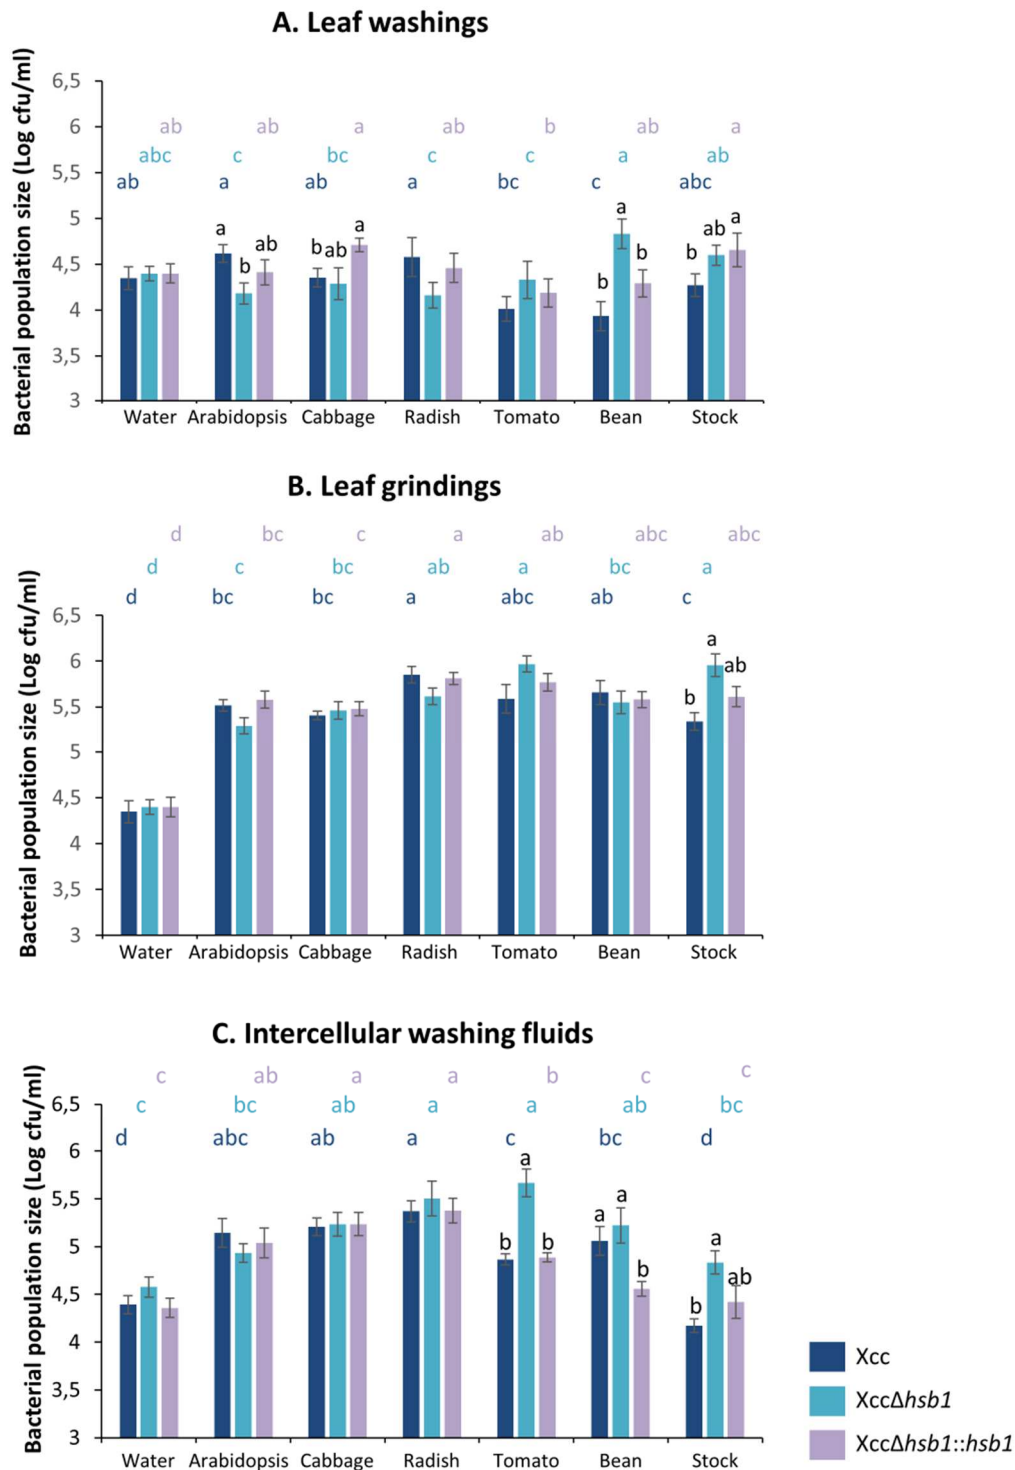 A. Leaf washings
Bacterial population size (Log cfu/ml)
6,5
6
5,5
5
4,5
4
3,5
3
ab ab a ab b ab a
abc c bc c c a ab
ab a ab a bc c abc
a b ab b ab a b a b b ab a
Water Arabidopsis Cabbage Radish Tomato Bean Stock
B. Leaf grindings
Bacterial population size (Log cfu/ml)
d bc c a ab abc abc
d c bc ab a bc a
d bc bc a abc ab c
6,5
6
5,5
5
4,5
4
3,5
3
b a ab
Water Arabidopsis Cabbage Radish Tomato Bean Stock
C. Intercellular washing fluids
Bacterial population size (Log cfu/ml)
c ab a a b c c
c bc ab a a ab bc
d abc ab a c bc d
6,5
6
5,5
5
4,5
4
3,5
3
b a b a a b b a ab
Water Arabidopsis Cabbage Radish Tomato Bean Stock
Xcc
XccΔhsb1
XccΔhsb1::hsb1